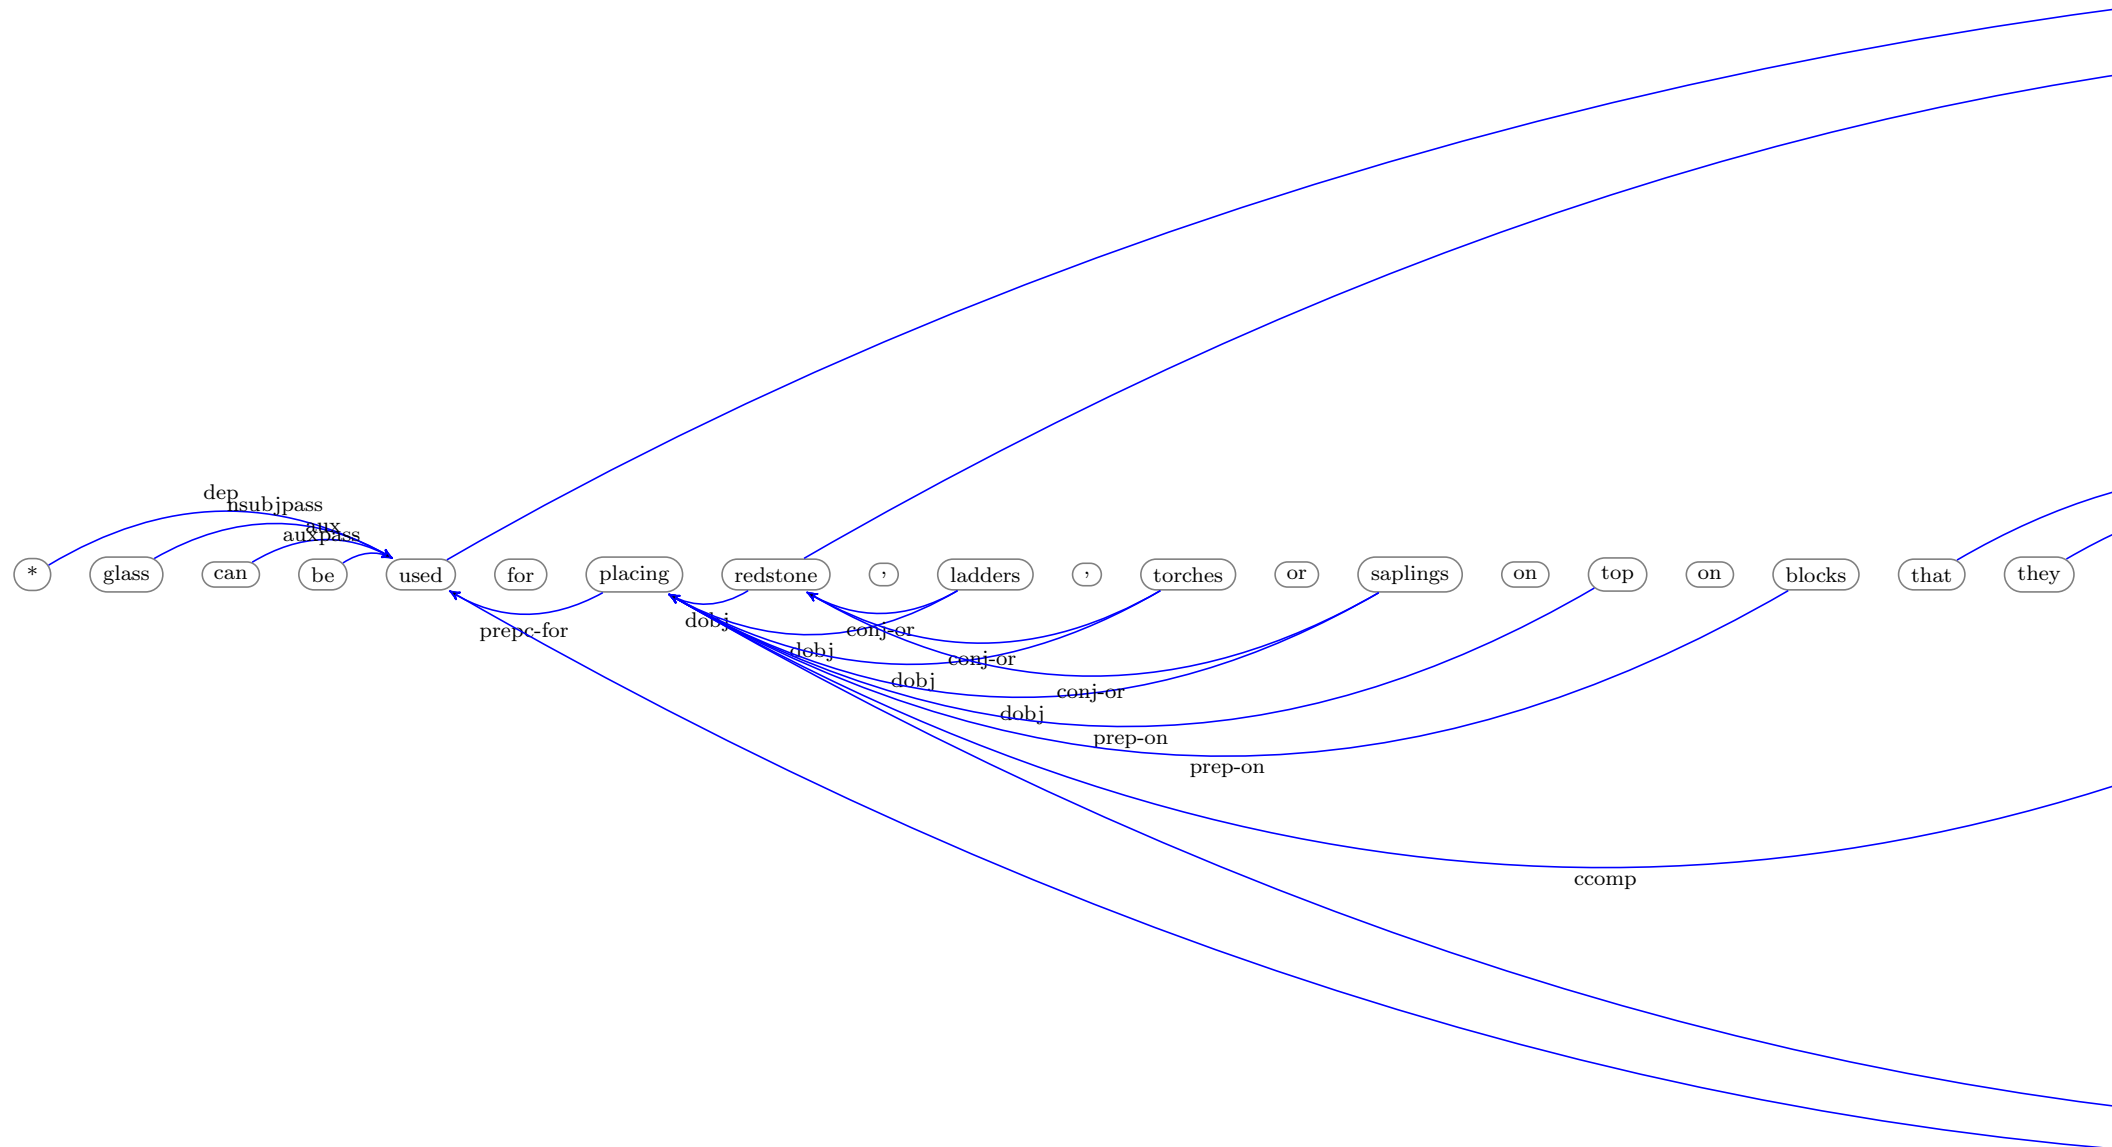 dep
nsubjpass
aux
auxpass
* glass can be used for placing redstone , ladders , torches or saplings on top on blocks that they
dobj
prepc-for conj-or
dobj
conj-or
dobj
conj-or
dobj
prep-on
prep-on
ccomp